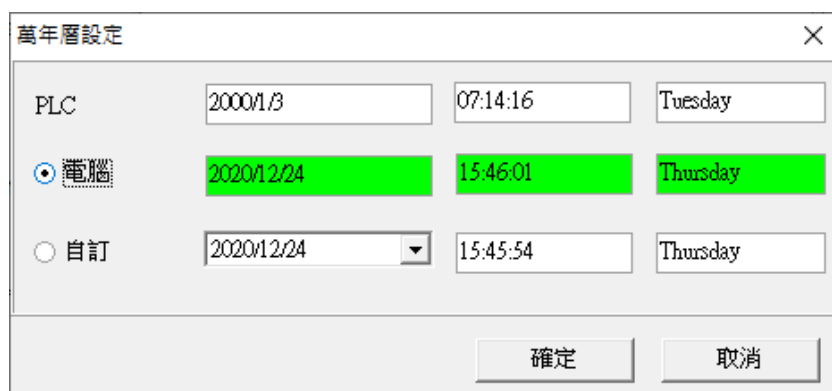 萬年曆設定
PLC 2000/1/3 07:14:16 Tuesday
電腦 2020/12/24 15:46:01 Thursday
自訂 2020/12/24 15:45:54 Thursday
確定 取消